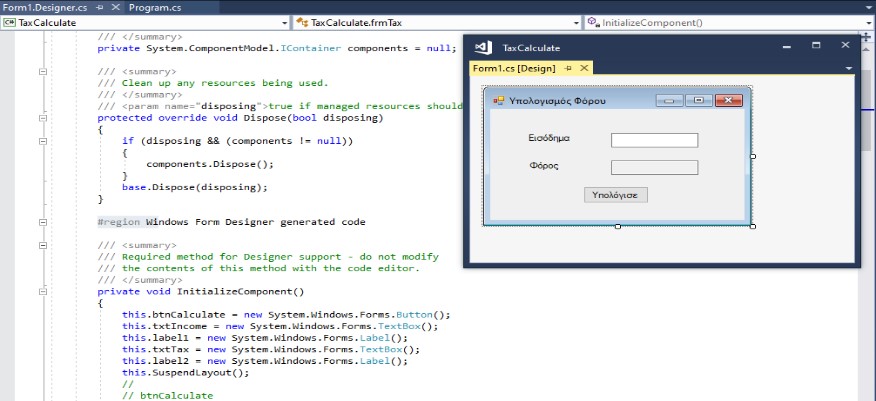 Form1.Designer.cs Program.cs
C# TaxCalculate TaxCalculate.frmTax InitializeComponent()
/// </summary>
private System.ComponentModel.IContainer components = null;
/// <summary>
/// Clean up any resources being used.
/// </summary>
/// <param name="disposing">true if managed resources should
protected override void Dispose(bool disposing)
{
if (disposing && (components != null))
{
components.Dispose();
}
base.Dispose(disposing);
}
#region Windows Form Designer generated code
/// <summary>
/// Required method for Designer support - do not modify
/// the contents of this method with the code editor.
/// </summary>
private void InitializeComponent()
{
this.btnCalculate = new System.Windows.Forms.Button();
this.txtIncome = new System.Windows.Forms.TextBox();
this.label1 = new System.Windows.Forms.Label();
this.txtTax = new System.Windows.Forms.TextBox();
this.label2 = new System.Windows.Forms.Label();
this.SuspendLayout();
//
// btnCalculate
TaxCalculate
Form1.cs [Design]
Υπολογισμός Φόρου
Εισόδημα
Φόρος
Υπολόγισε